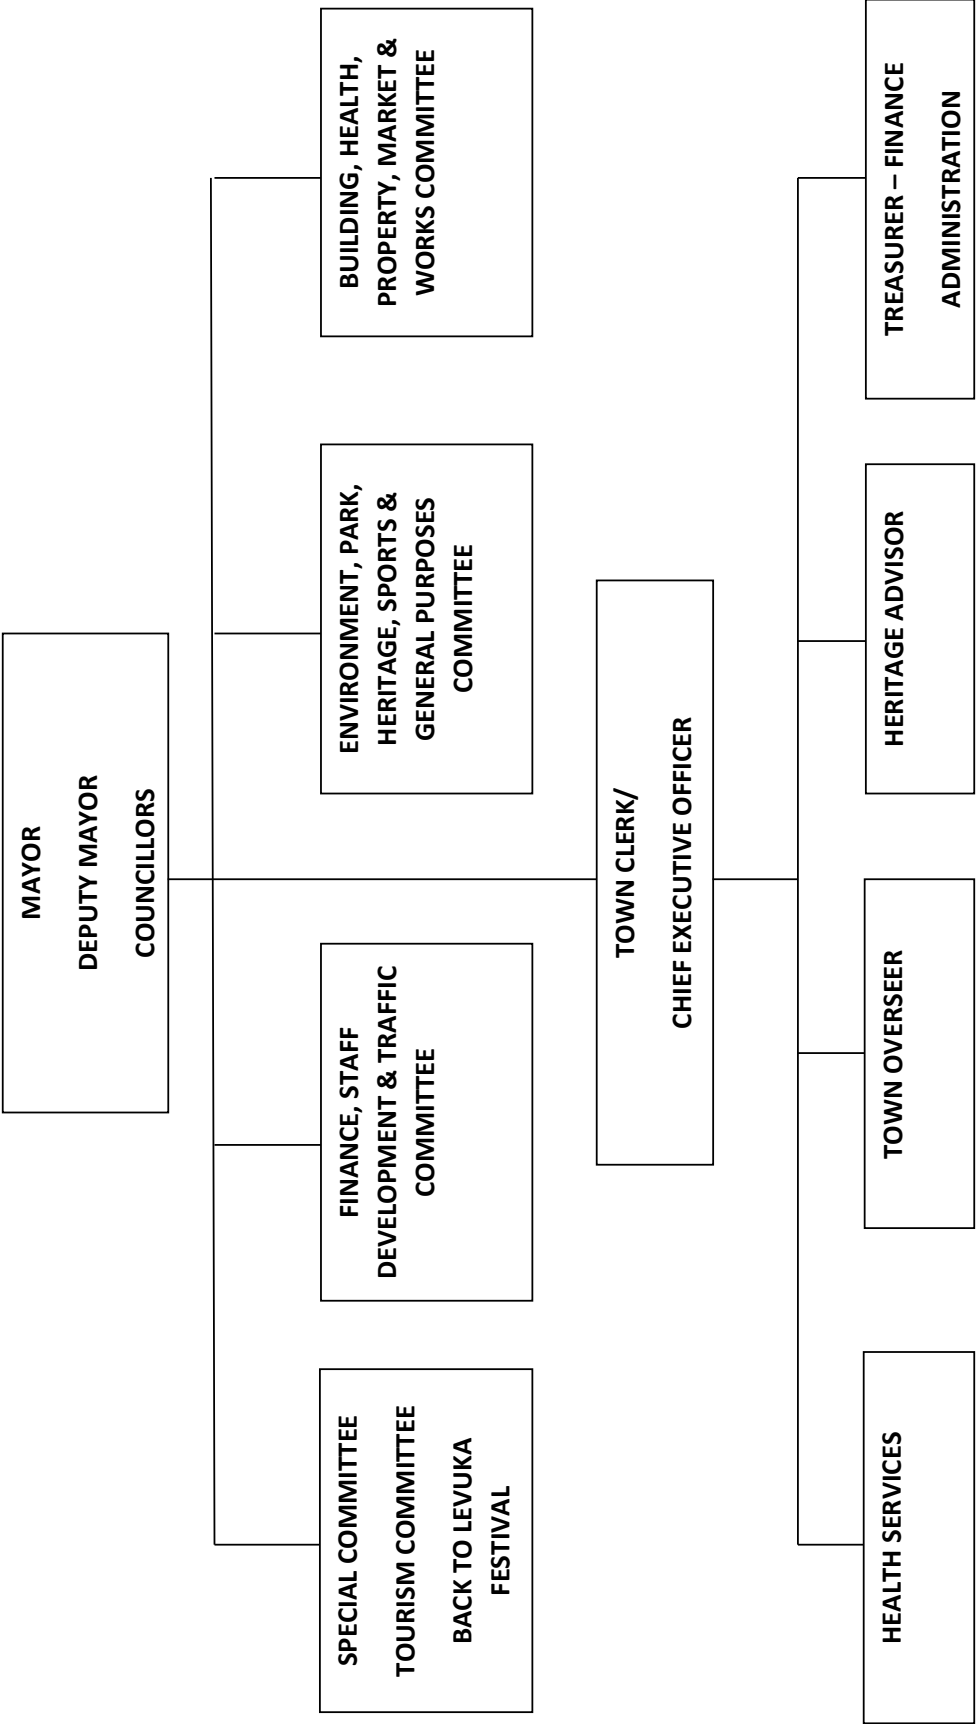 MAYOR
DEPUTY MAYOR
COUNCILLORS
SPECIAL COMMITTEE
TOURISM COMMITTEE
BACK TO LEVUKA
FESTIVAL
FINANCE, STAFF
DEVELOPMENT & TRAFFIC
COMMITTEE
ENVIRONMENT, PARK,
HERITAGE, SPORTS &
GENERAL PURPOSES
COMMITTEE
BUILDING, HEALTH,
PROPERTY, MARKET &
WORKS COMMITTEE
TOWN CLERK/
CHIEF EXECUTIVE OFFICER
HEALTH SERVICES
TOWN OVERSEER
HERITAGE ADVISOR
TREASURER – FINANCE
ADMINISTRATION